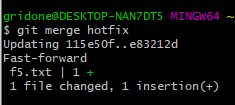 gridone@DESKTOP-NAN7DT5 MINGW64 ~
$ git merge hotfix
Updating 115e50f..e83212d
Fast-forward
 f5.txt | 1 +
 1 file changed, 1 insertion(+)